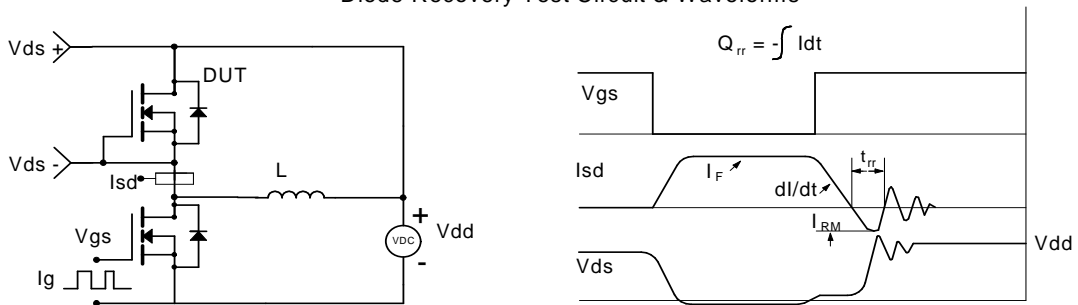 Diode Recovery Test Circuit & Waveforms
Vds +
DUT
Vds -
Isd
L
Vgs
Ig
VDC
+
-
Vdd
Q rr = -∫ Idt
Vgs
Isd
I F
dI/dt
t rr
I RM
Vdd
Vds